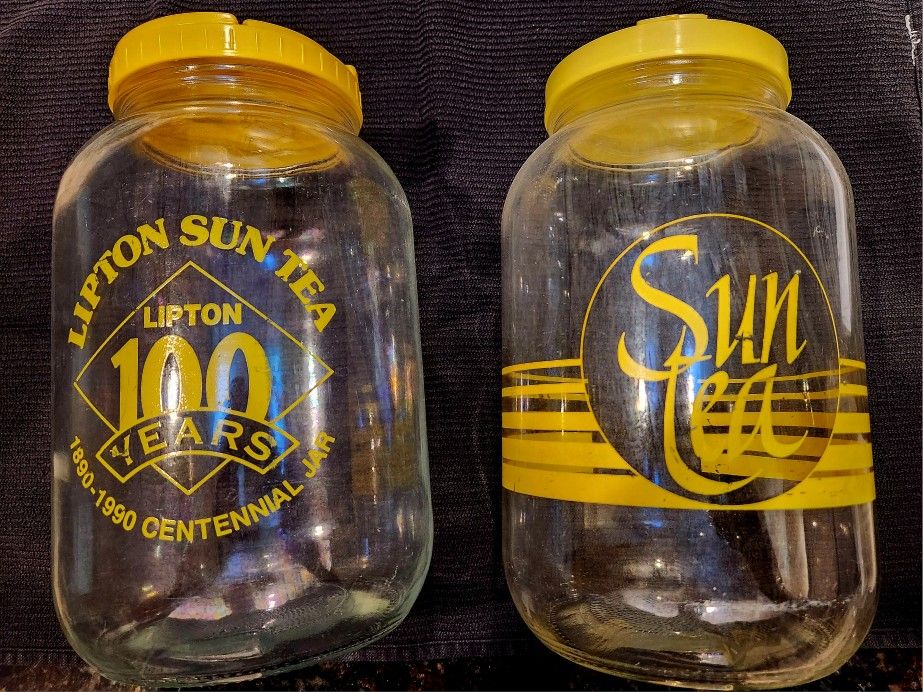 LIPTON SUN TEA
LIPTON
100
YEARS
1890-1990 CENTENNIAL JAR
Sun
tea